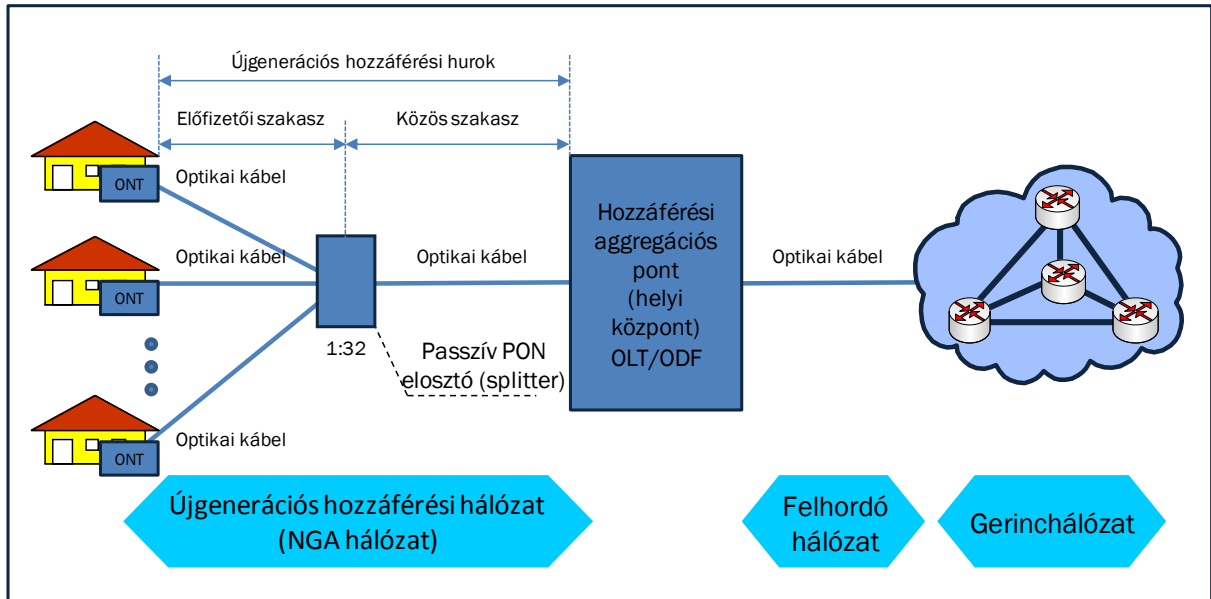 Újgenerációs hozzáférési hurok
Előfizetői szakasz
Közös szakasz
ONT
Optikai kábel
ONT
Optikai kábel
Optikai kábel
1:32
Passzív PON
elosztó (splitter)
Hozzáférési
aggregációs
pont
(helyi
központ)
OLT/ODF
Optikai kábel
ONT
Optikai kábel
Újgenerációs hozzáférési hálózat
(NGA hálózat)
Felhordó
hálózat
Gerinchálózat